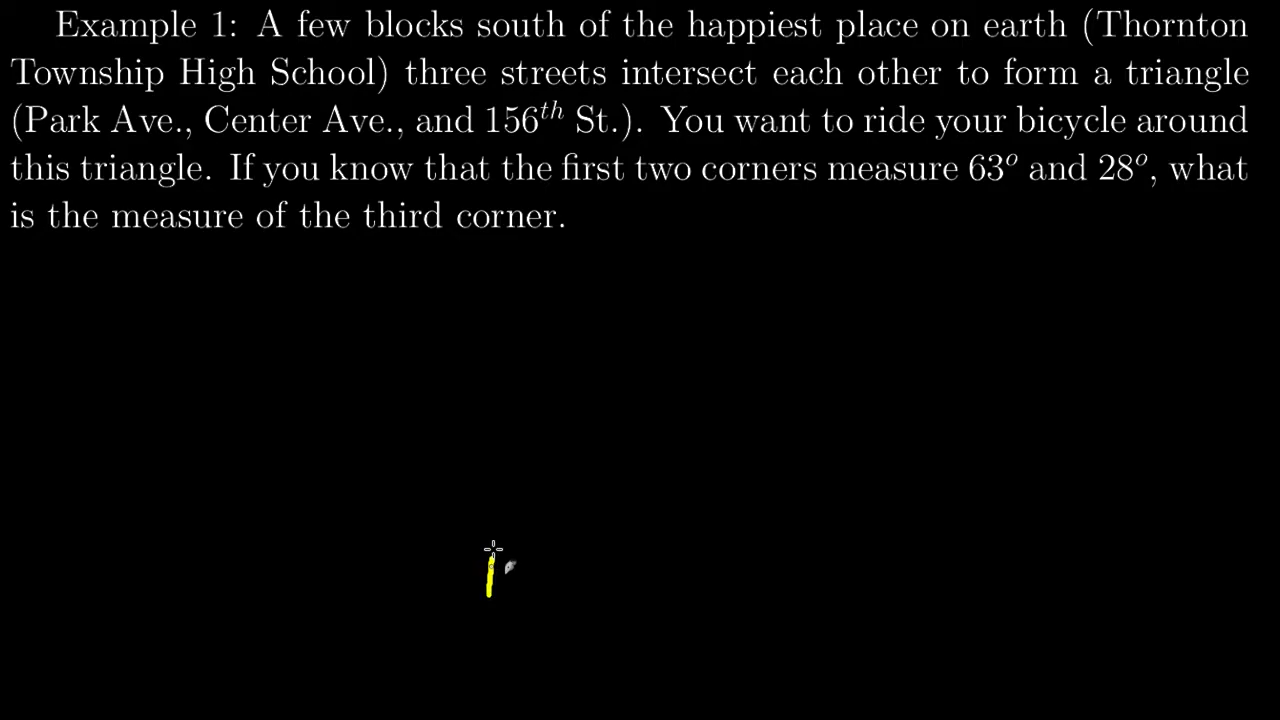 Example 1: A few blocks south of the happiest place on earth (Thornton
Township High School) three streets intersect each other to form a triangle
(Park Ave., Center Ave., and 156th St.). You want to ride your bicycle around
this triangle. If you know that the first two corners measure 63° and 28°, what
is the measure of the third corner.